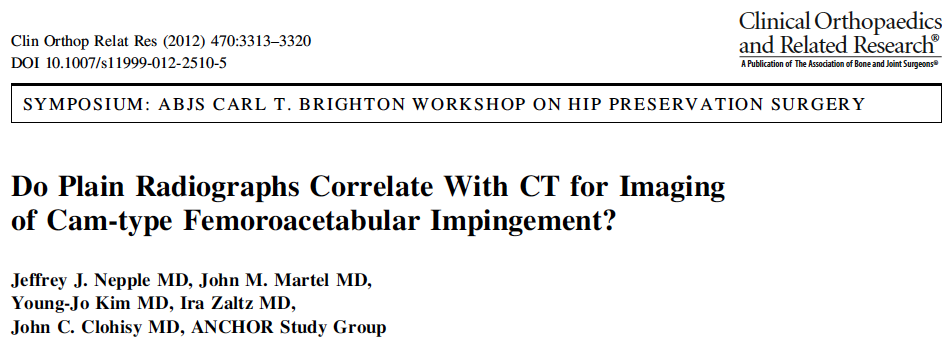 Clin Orthop Relat Res (2012) 470:3313–3320
DOI 10.1007/s11999-012-2510-5
Clinical Orthopaedics
and Related Research®
A Publication of The Association of Bone and Joint Surgeons®
SYMPOSIUM: ABJS CARL T. BRIGHTON WORKSHOP ON HIP PRESERVATION SURGERY
Do Plain Radiographs Correlate With CT for Imaging
of Cam-type Femoroacetabular Impingement?
Jeffrey J. Nepple MD, John M. Martel MD,
Young-Jo Kim MD, Ira Zaltz MD,
John C. Clohisy MD, ANCHOR Study Group